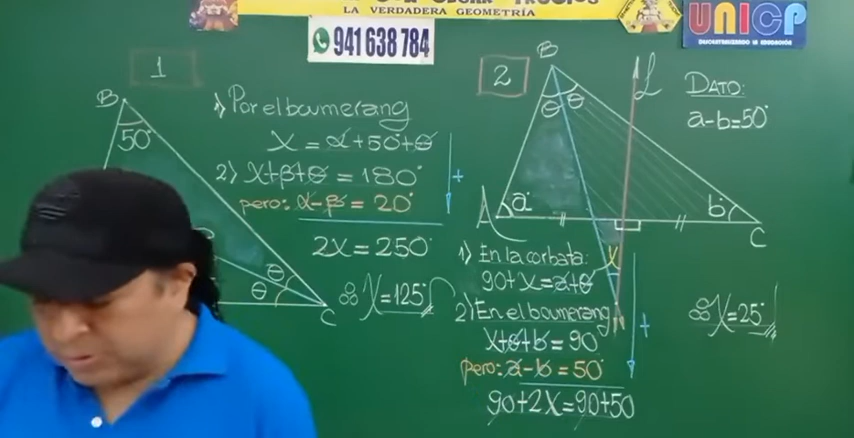 LA VERDADERA GEOMETRÍA
941 638 784
UNICP
1
B
50°
θ
θ
C
1) Por el bumerang
X = α+50°+θ
2) X+β+θ = 180°
pero: α-β = 20°
+
2X = 250°
X = 125°
2
B
θ θ
L
A
a°
b°
C
X
DATO:
a-b=50°
1) En la corbata:
90+X=a+θ
2) En el bumerang
X+θ+b = 90°
pero: a-b = 50°
+
90+2X=90+50
X=25°